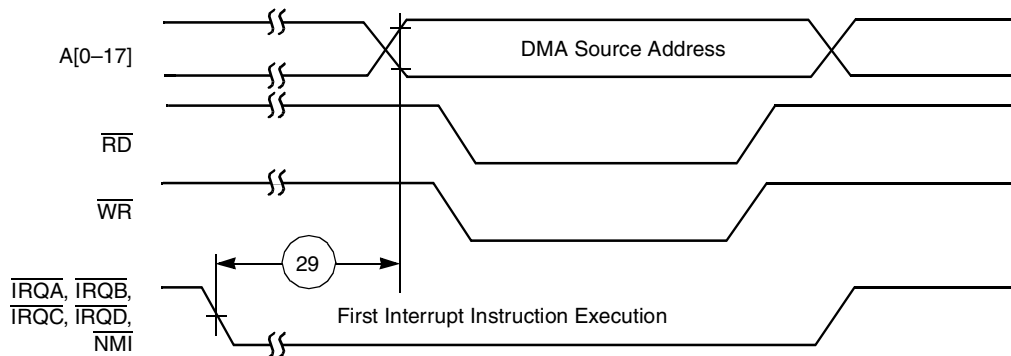 A[0–17]
DMA Source Address
RD
WR
29
IRQA, IRQB,
IRQC, IRQD,
NMI
First Interrupt Instruction Execution